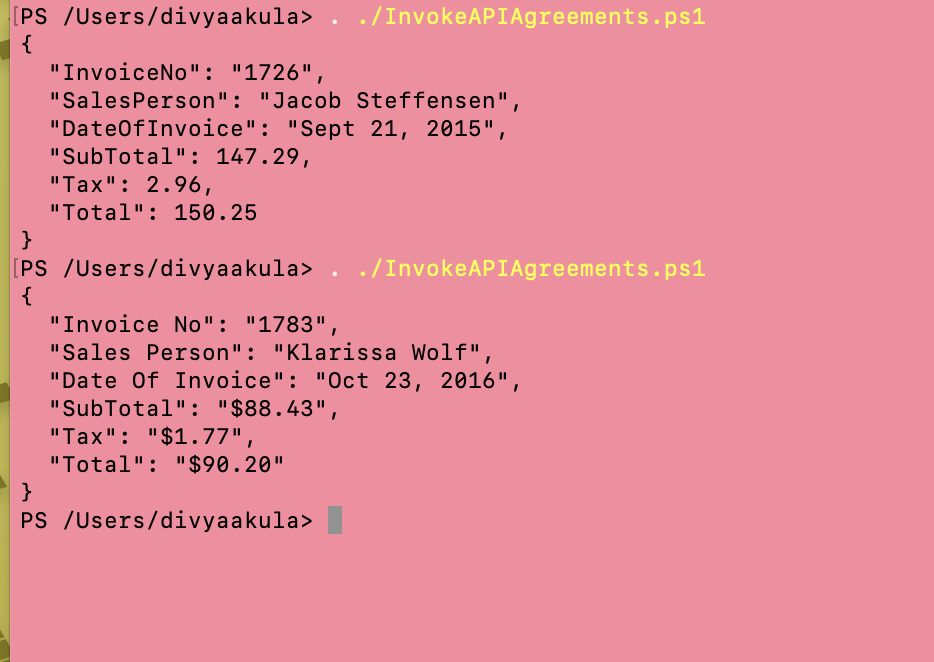 PS /Users/divyaakula> . ./InvokeAPIAgreements.ps1
{
  "InvoiceNo": "1726",
  "SalesPerson": "Jacob Steffensen",
  "DateOfInvoice": "Sept 21, 2015",
  "SubTotal": 147.29,
  "Tax": 2.96,
  "Total": 150.25
}
PS /Users/divyaakula> . ./InvokeAPIAgreements.ps1
{
  "Invoice No": "1783",
  "Sales Person": "Klarissa Wolf",
  "Date Of Invoice": "Oct 23, 2016",
  "SubTotal": "$88.43",
  "Tax": "$1.77",
  "Total": "$90.20"
}
PS /Users/divyaakula>